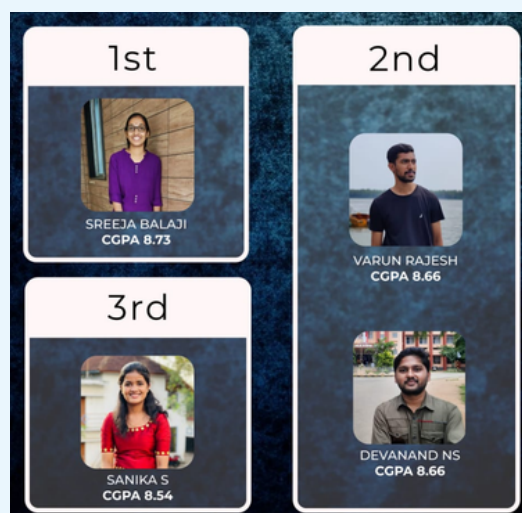 1st
SREEJA BALAJI
CGPA 8.73
2nd
VARUN RAJESH
CGPA 8.66
DEVANAND NS
CGPA 8.66
3rd
SANIKA S
CGPA 8.54